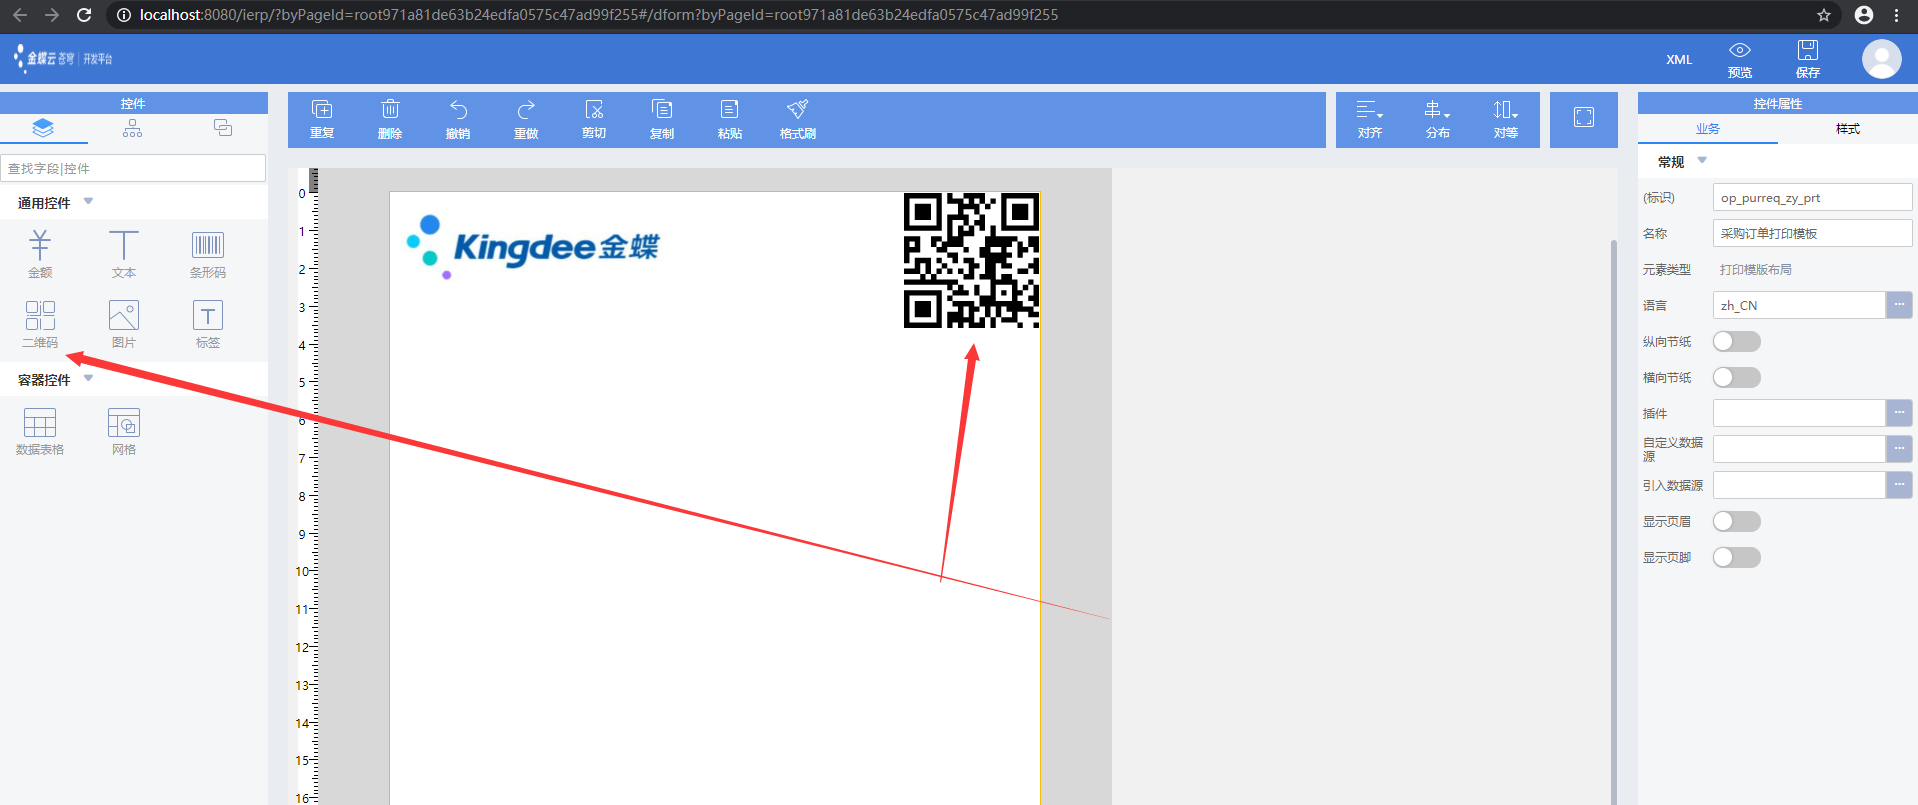 localhost:8080/ierp/?byPageId=root971a81de63b24edfa0575c47ad99f255#/dform?byPageId=root971a81de63b24edfa0575c47ad99f255
金蝶云 苍穹 | 开发平台
XML
预览
保存
控件
查找字段|控件
通用控件
金额
文本
条形码
二维码
图片
标签
容器控件
数据表格
网格
重复
删除
撤销
重做
剪切
复制
粘贴
格式刷
对齐
分布
对等
0
1
2
3
4
5
6
7
8
9
10
11
12
13
14
15
16
Kingdee金蝶
控件属性
业务
样式
常规
(标识)
op_purreq_zy_prt
名称
采购订单打印模板
元素类型
打印模版布局
语言
zh_CN
...
纵向节纸
横向节纸
插件
...
自定义数据
源
...
引入数据源
...
显示页眉
显示页脚